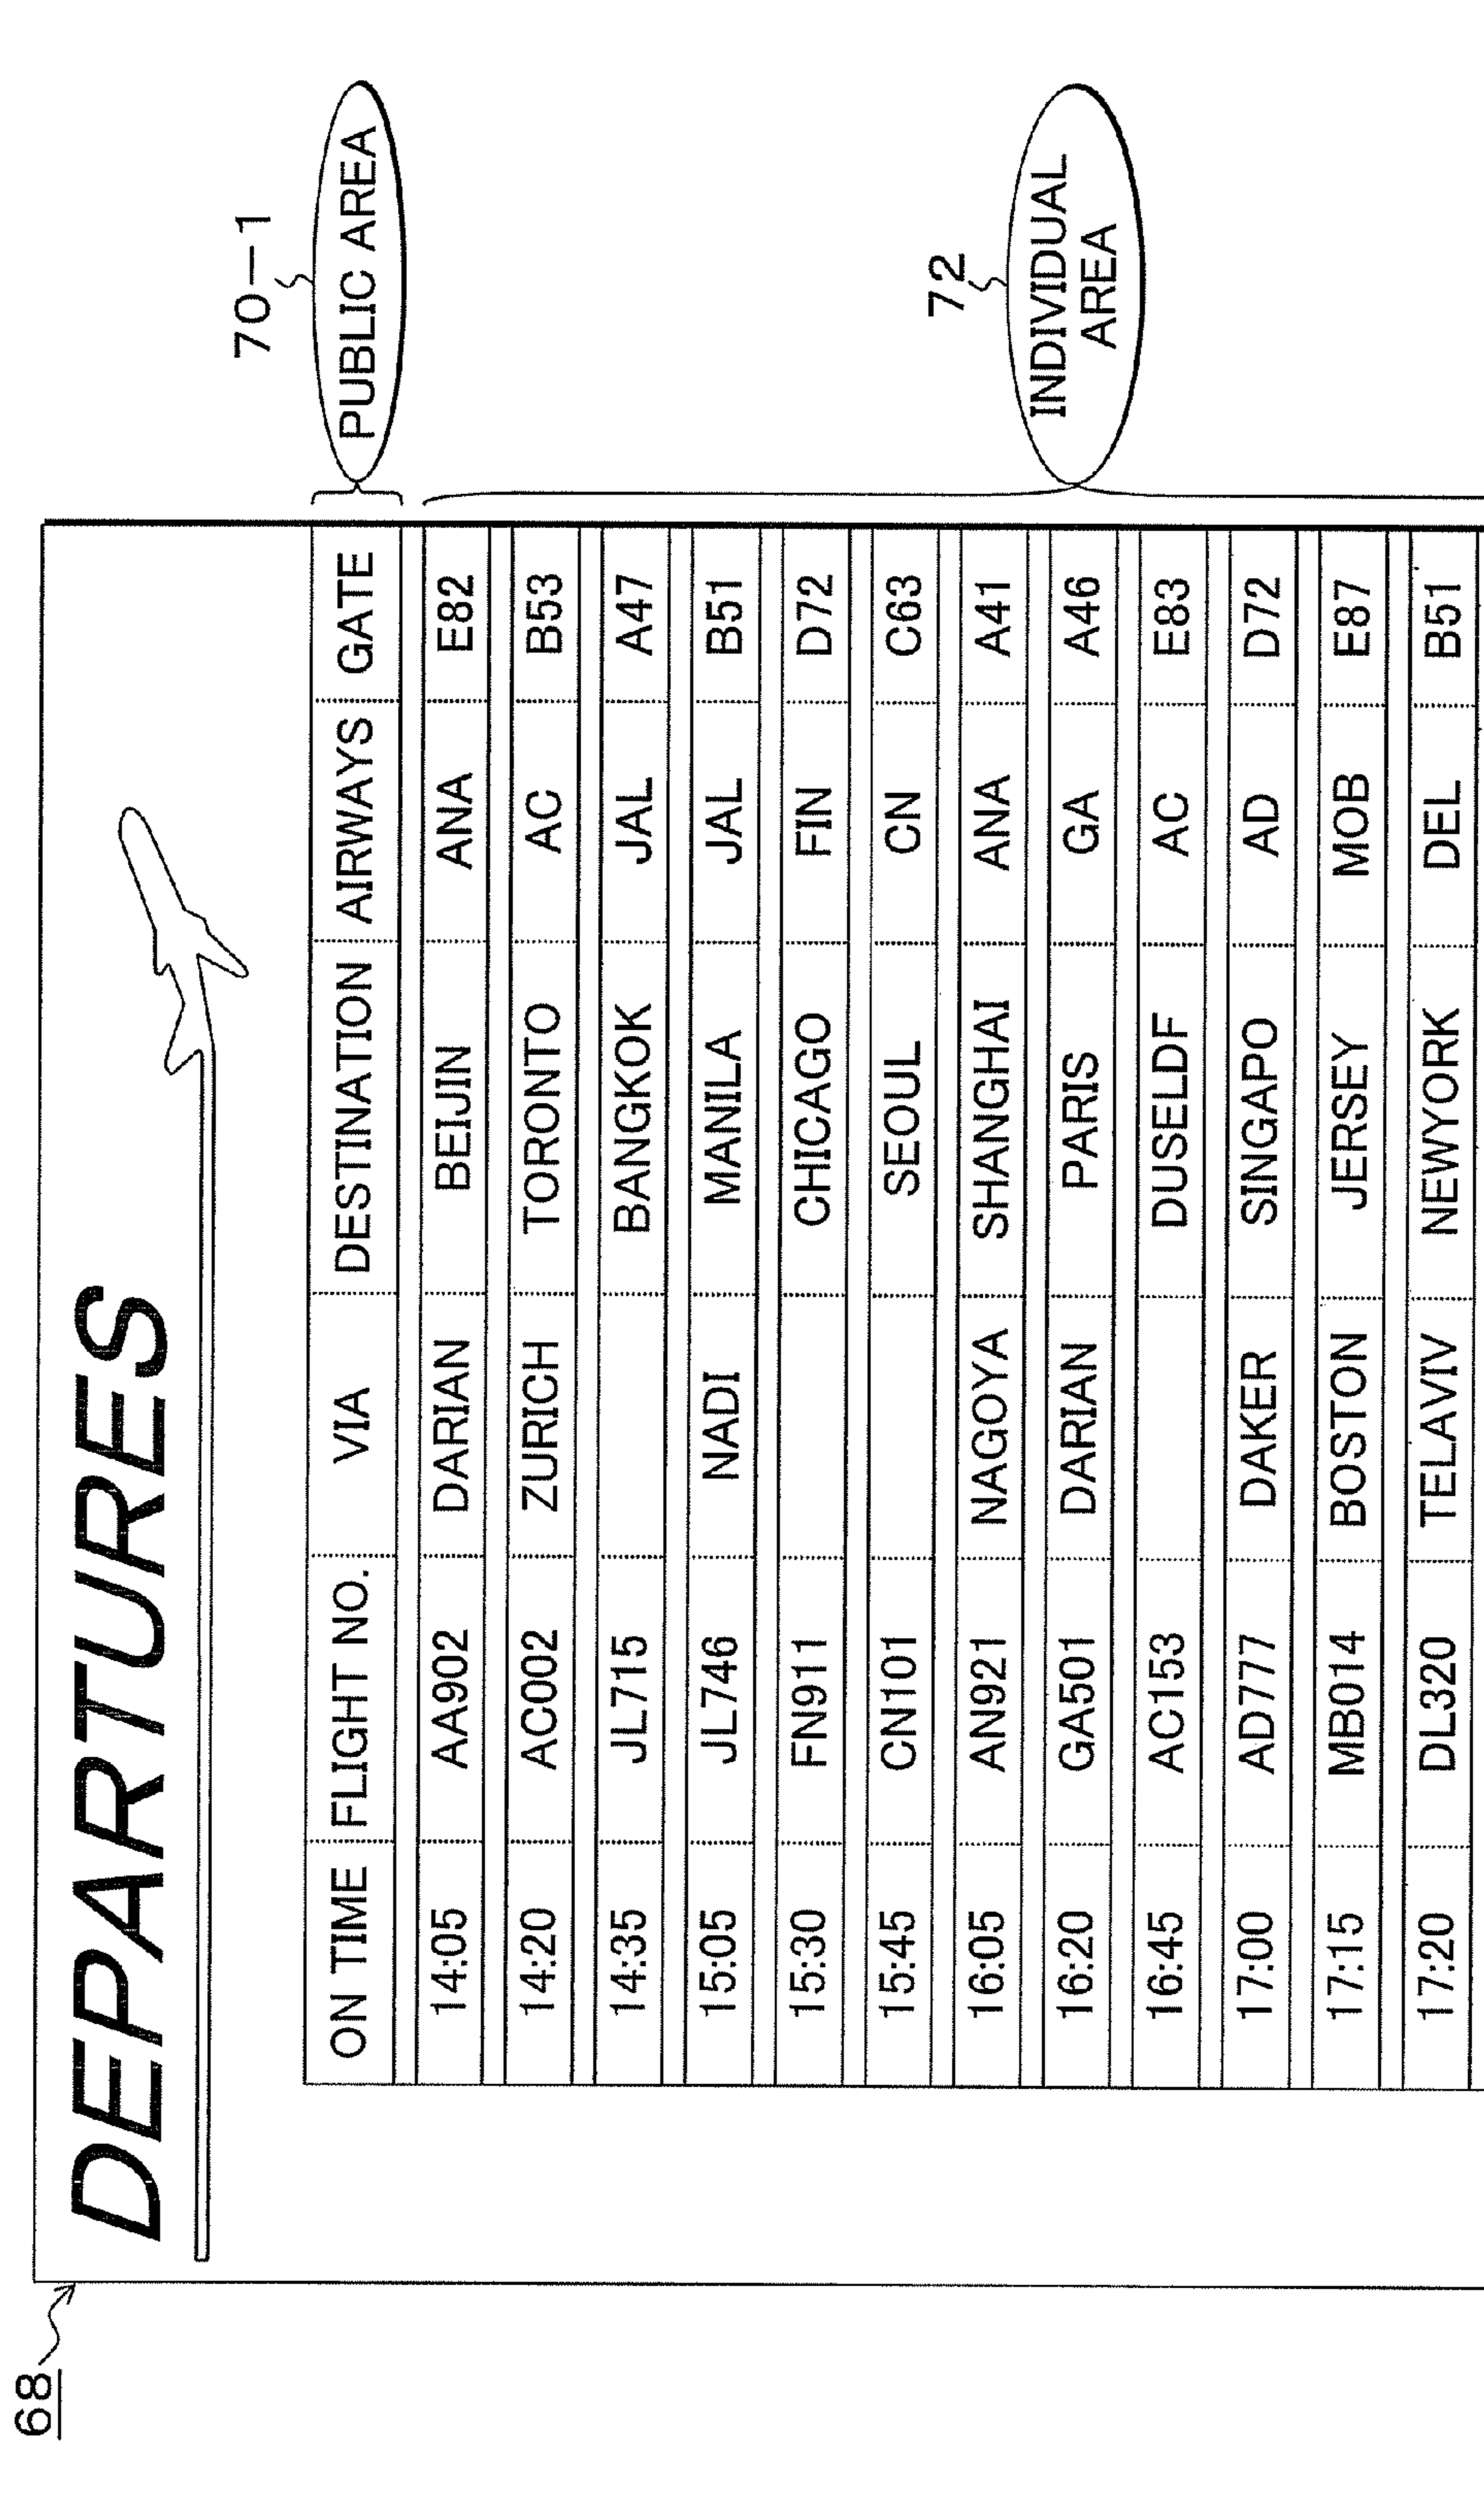 68
DEPARTURES
70-1
PUBLIC AREA
ON TIME FLIGHT NO. VIA DESTINATION AIRWAYS GATE
14:05 AA902 DARIAN BEIJIN ANA E82
14:20 AC002 ZURICH TORONTO AC B53
14:35 JL715 BANGKOK JAL A47
15:05 JL746 NADI MANILA JAL B51
15:30 FN911 CHICAGO FIN D72
15:45 CN101 SEOUL CN C63
16:05 AN921 NAGOYA SHANGHAI ANA A41
16:20 GA501 DARIAN PARIS GA A46
16:45 AC153 DUSELDF AC E83
17:00 AD777 DAKER SINGAPO AD D72
17:15 MB014 BOSTON JERSEY MOB E87
17:20 DL320 TELAVIV NEWYORK DEL B51
72
INDIVIDUAL
AREA